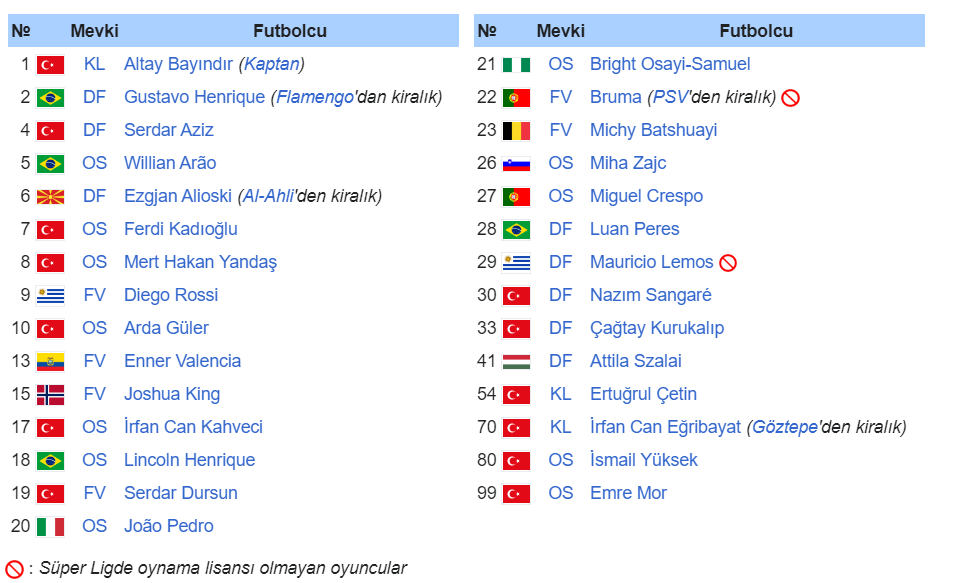 № Mevki Futbolcu
1 KL Altay Bayındır (Kaptan)
2 DF Gustavo Henrique (Flamengo'dan kiralık)
4 DF Serdar Aziz
5 OS Willian Arão
6 DF Ezgjan Alioski (Al-Ahli'den kiralık)
7 OS Ferdi Kadıoğlu
8 OS Mert Hakan Yandaş
9 FV Diego Rossi
10 OS Arda Güler
13 FV Enner Valencia
15 FV Joshua King
17 OS İrfan Can Kahveci
18 OS Lincoln Henrique
19 FV Serdar Dursun
20 OS João Pedro
№ Mevki Futbolcu
21 OS Bright Osayi-Samuel
22 FV Bruma (PSV'den kiralık)
23 FV Michy Batshuayi
26 OS Miha Zajc
27 OS Miguel Crespo
28 DF Luan Peres
29 DF Mauricio Lemos
30 DF Nazım Sangaré
33 DF Çağtay Kurukalıp
41 DF Attila Szalai
54 KL Ertuğrul Çetin
70 KL İrfan Can Eğribayat (Göztepe'den kiralık)
80 OS İsmail Yüksek
99 OS Emre Mor
: Süper Ligde oynama lisansı olmayan oyuncular